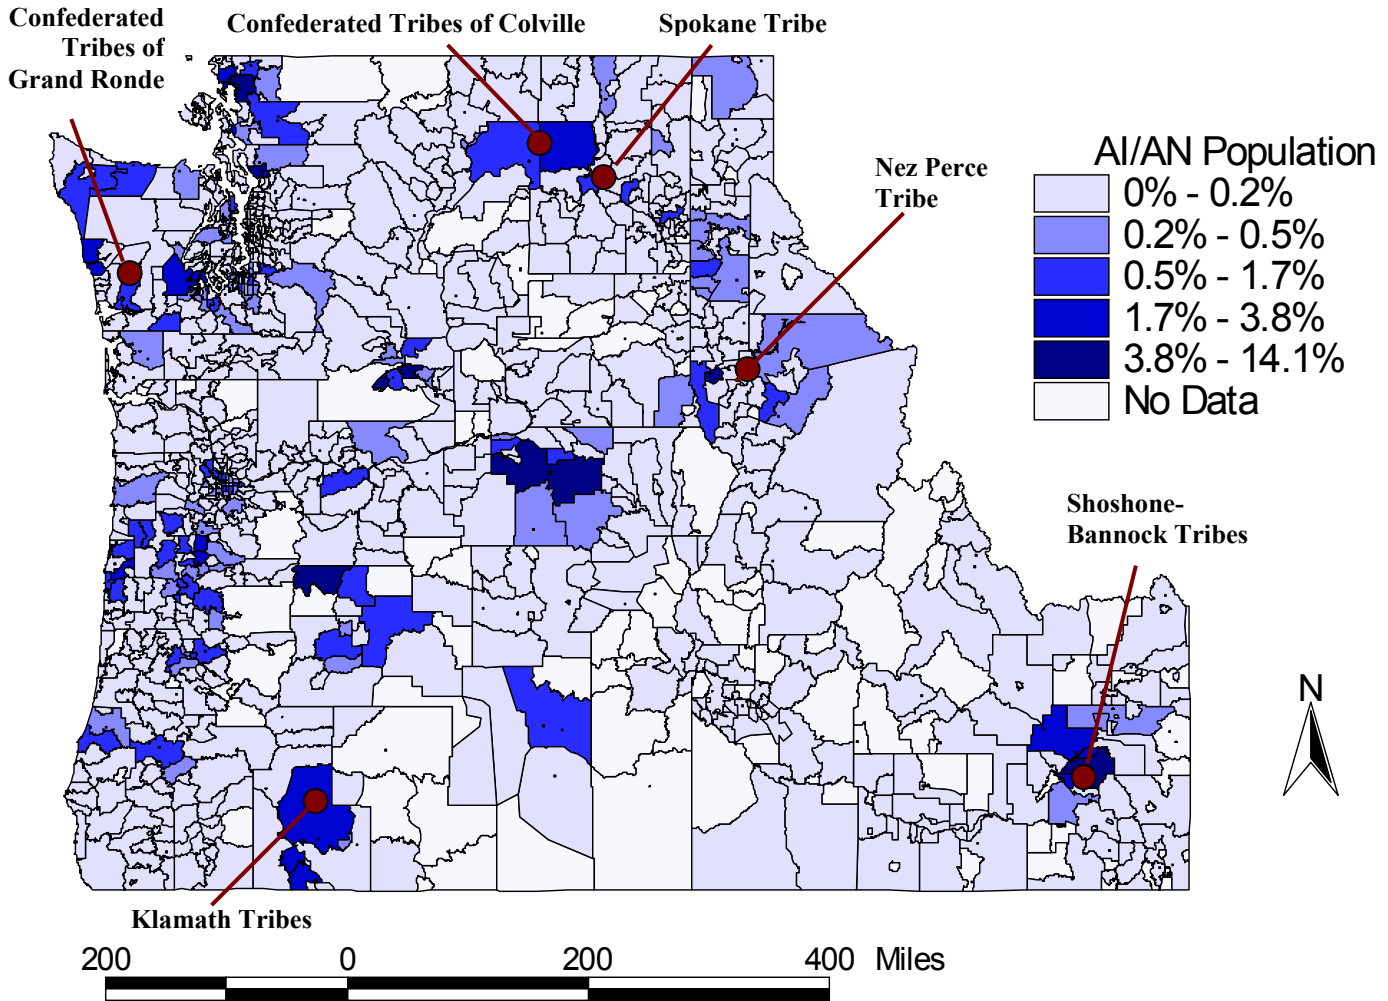 Confederated
Tribes of
Grand Ronde
Confederated Tribes of Colville
Spokane Tribe
Nez Perce
Tribe
AI/AN Population
0% - 0.2%
0.2% - 0.5%
0.5% - 1.7%
1.7% - 3.8%
3.8% - 14.1%
No Data
Shoshone-
Bannock Tribes
N
Klamath Tribes
200 0 200 400 Miles